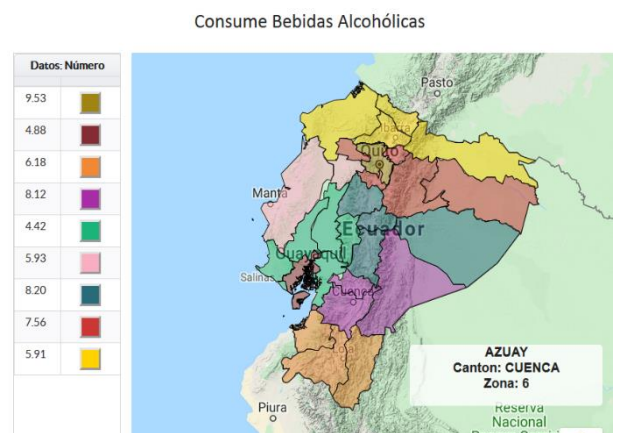 Consume Bebidas Alcohólicas
Datos: Número
9.53
4.88
6.18
8.12
4.42
5.93
8.20
7.56
5.91
Pasto
Ibarra
Quito
Manta
Ecuador
Guayaquil
Salinas
Cuenca
Loja
AZUAY
Canton: CUENCA
Zona: 6
Piura
Reserva
Nacional